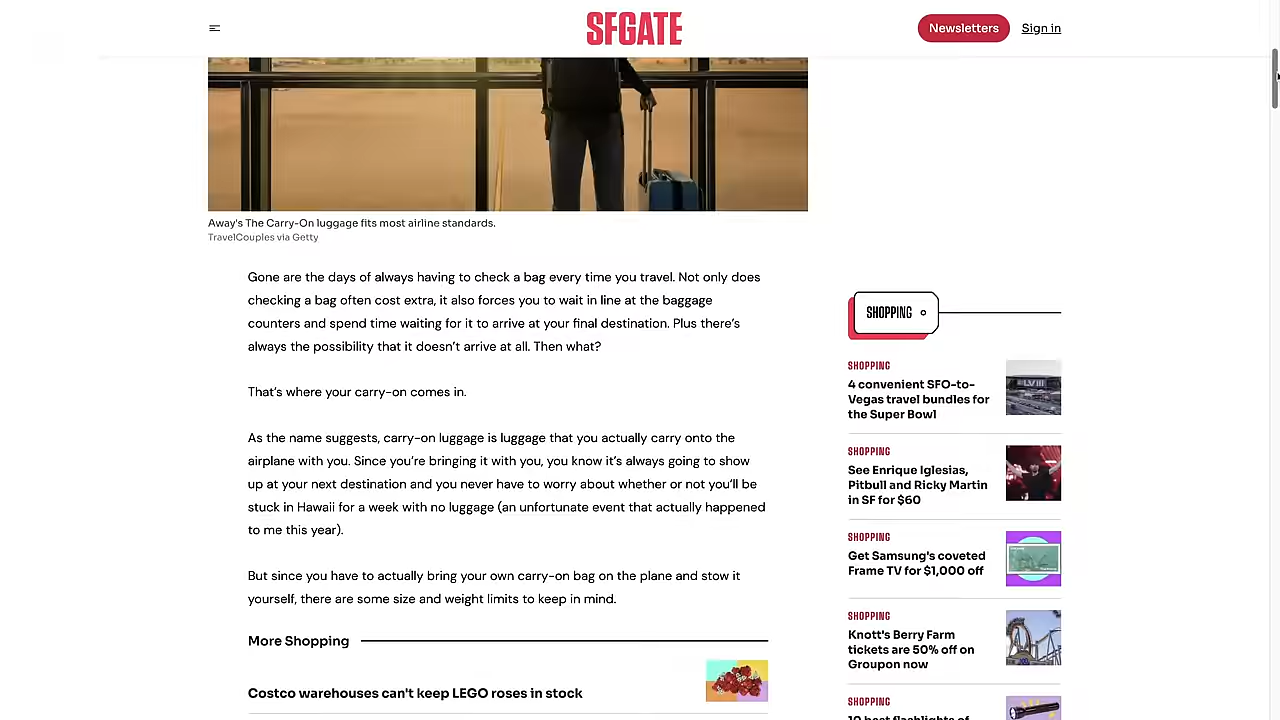 SFGATE
Newsletters
Sign in
Away's The Carry-On luggage fits most airline standards.
TravelCouples via Getty
Gone are the days of always having to check a bag every time you travel. Not only does
checking a bag often cost extra, it also forces you to wait in line at the baggage
counters and spend time waiting for it to arrive at your final destination. Plus there’s
always the possibility that it doesn’t arrive at all. Then what?
That’s where your carry-on comes in.
As the name suggests, carry-on luggage is luggage that you actually carry onto the
airplane with you. Since you’re bringing it with you, you know it’s always going to show
up at your next destination and you never have to worry about whether or not you’ll be
stuck in Hawaii for a week with no luggage (an unfortunate event that actually happened
to me this year).
But since you have to actually bring your own carry-on bag on the plane and stow it
yourself, there are some size and weight limits to keep in mind.
More Shopping
Costco warehouses can't keep LEGO roses in stock
SHOPPING
SHOPPING
4 convenient SFO-to-
Vegas travel bundles for
the Super Bowl
LVIII
SHOPPING
See Enrique Iglesias,
Pitbull and Ricky Martin
in SF for $60
SHOPPING
Get Samsung's coveted
Frame TV for $1,000 off
SHOPPING
Knott's Berry Farm
tickets are 50% off on
Groupon now
SHOPPING
10 best flashlights of